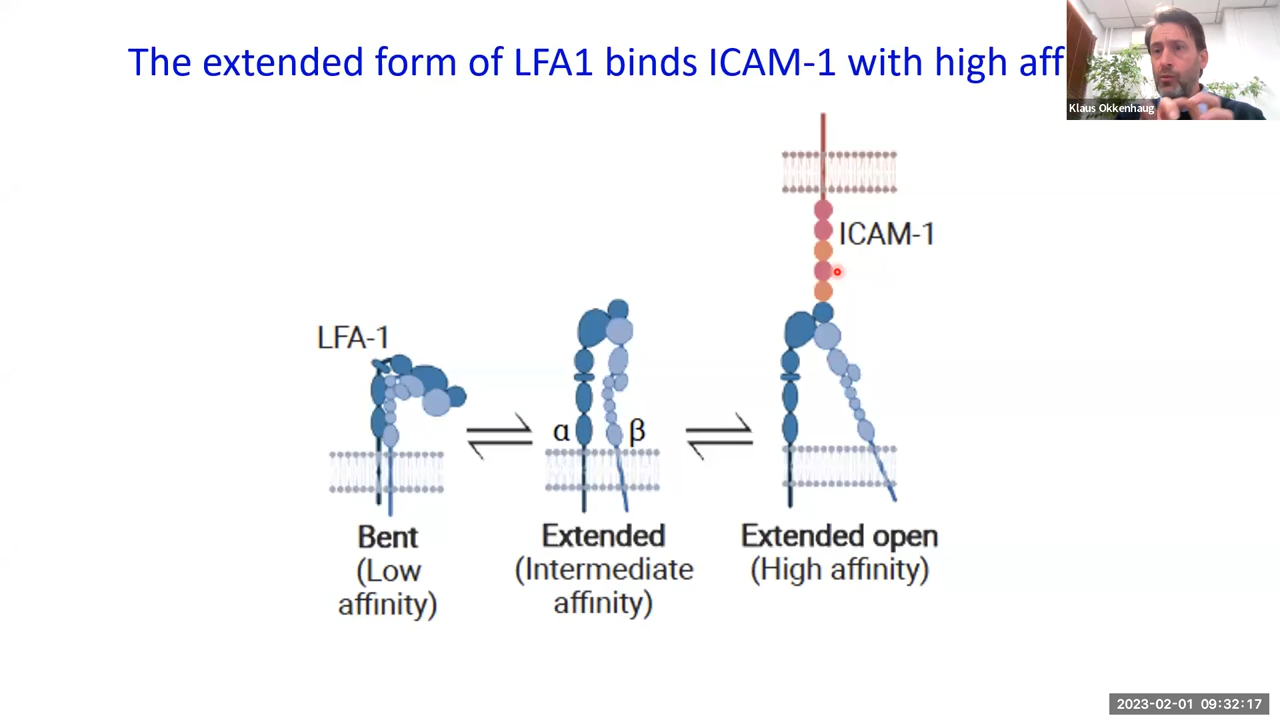 The extended form of LFA1 binds ICAM-1 with high aff
Klaus Okkenhaug
ICAM-1
LFA-1
α
β
Bent
(Low
affinity)
Extended
(Intermediate
affinity)
Extended open
(High affinity)
2023-02-01 09:32:17